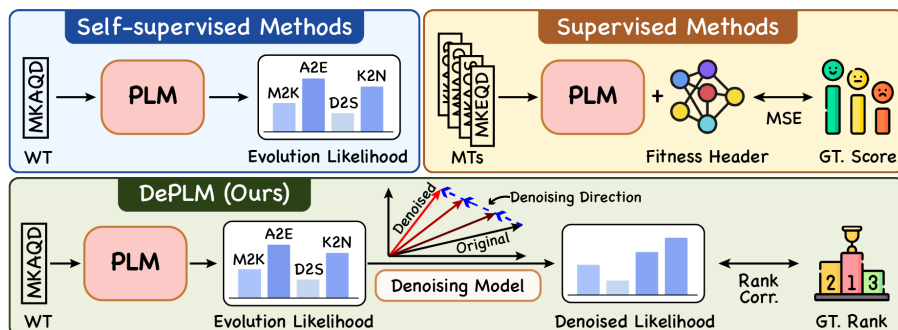 Self-supervised Methods
MKAQD
WT
PLM
M2K
A2E
D2S
K2N
Evolution Likelihood
Supervised Methods
MKEQD
MTs
PLM
+
Fitness Header
MSE
GT. Score
DePLM (Ours)
MKAQD
WT
PLM
M2K
A2E
D2S
K2N
Evolution Likelihood
Denoised
Original
Denoising Direction
Denoising Model
Denoised Likelihood
Rank
Corr.
2 1 3
GT. Rank